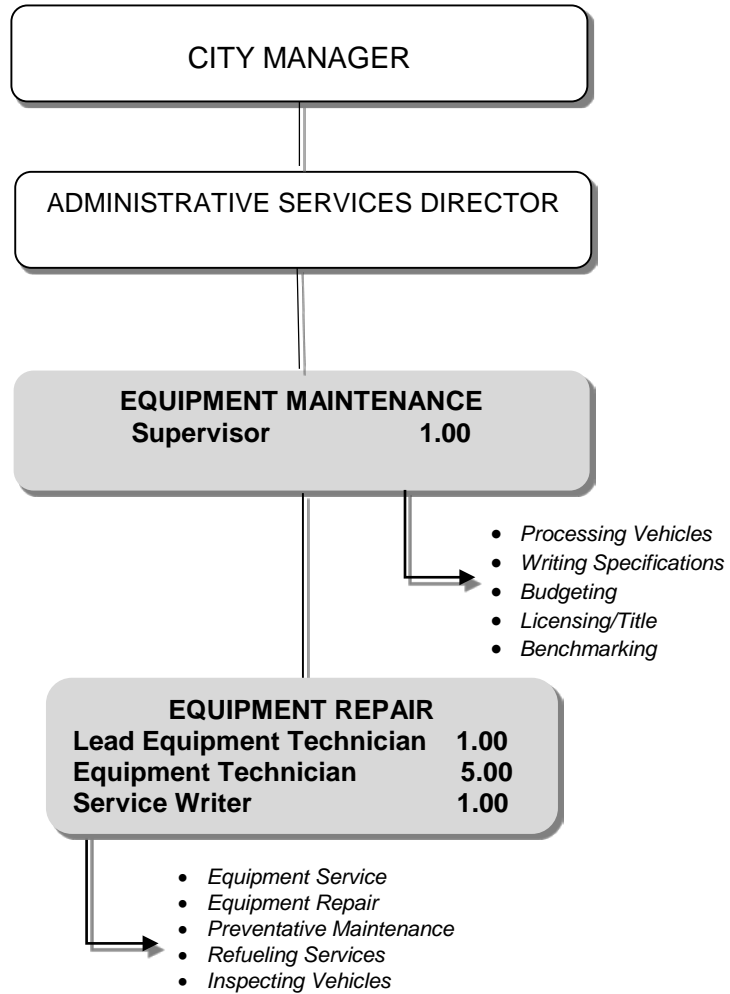 CITY MANAGER
ADMINISTRATIVE SERVICES DIRECTOR
EQUIPMENT MAINTENANCE
Supervisor 1.00
• Processing Vehicles
• Writing Specifications
• Budgeting
• Licensing/Title
• Benchmarking
EQUIPMENT REPAIR
Lead Equipment Technician 1.00
Equipment Technician 5.00
Service Writer 1.00
• Equipment Service
• Equipment Repair
• Preventative Maintenance
• Refueling Services
• Inspecting Vehicles